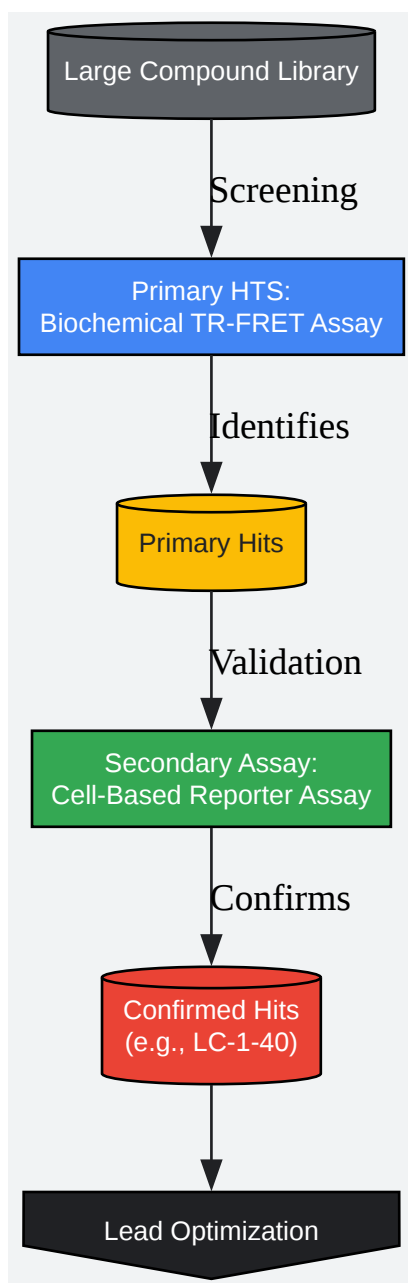 Large Compound Library
Screening
Primary HTS:
Biochemical TR-FRET Assay
Identifies
Primary Hits
Validation
Secondary Assay:
Cell-Based Reporter Assay
Confirms
Confirmed Hits
(e.g., LC-1-40)
Lead Optimization